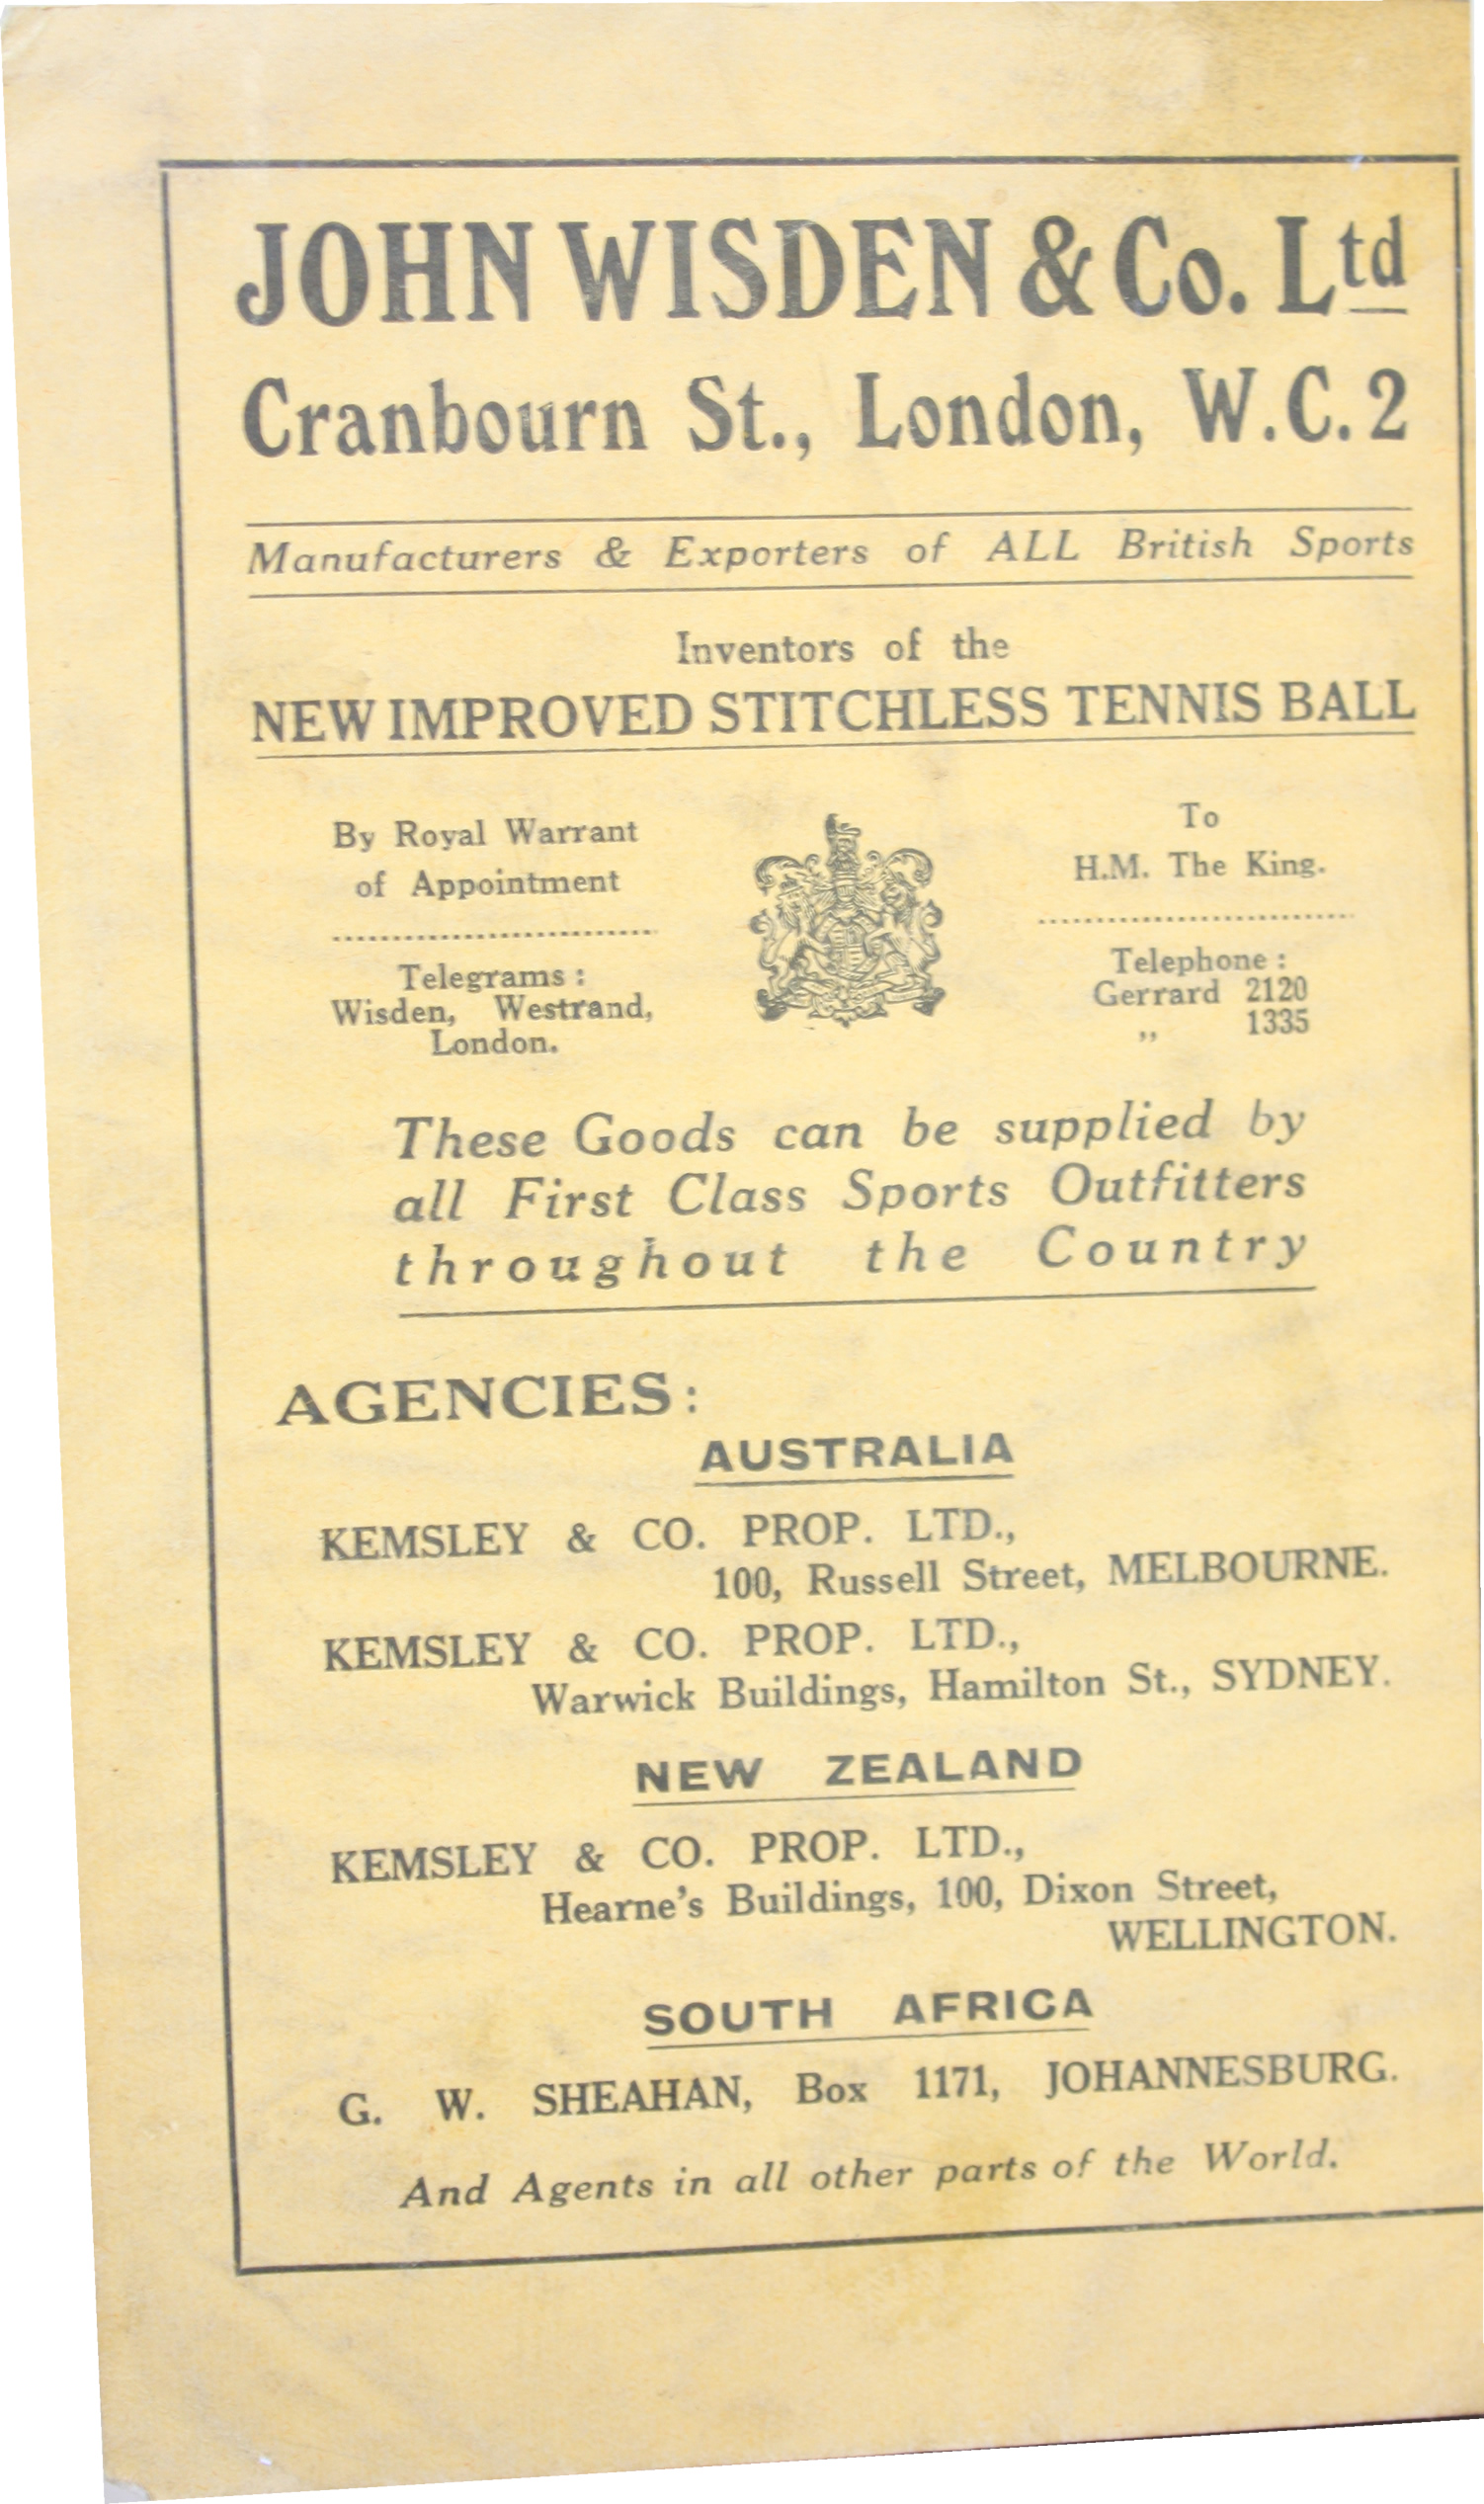 JOHN WISDEN & Co. Ltd
Cranbourn St., London, W.C.2
Manufacturers & Exporters of ALL British Sports
Inventors of the
NEW IMPROVED STITCHLESS TENNIS BALL
By Royal Warrant
of Appointment
Telegrams:
Wisden, Westrand,
London.
To
H.M. The King.
Telephone:
Gerrard 2120
,, 1335
These Goods can be supplied by
all First Class Sports Outfitters
throughout the Country
AGENCIES:
AUSTRALIA
KEMSLEY & CO. PROP. LTD.,
100, Russell Street, MELBOURNE.
KEMSLEY & CO. PROP. LTD.,
Warwick Buildings, Hamilton St., SYDNEY.
NEW ZEALAND
KEMSLEY & CO. PROP. LTD.,
Hearne's Buildings, 100, Dixon Street,
WELLINGTON.
SOUTH AFRICA
G. W. SHEAHAN, Box 1171, JOHANNESBURG.
And Agents in all other parts of the World.